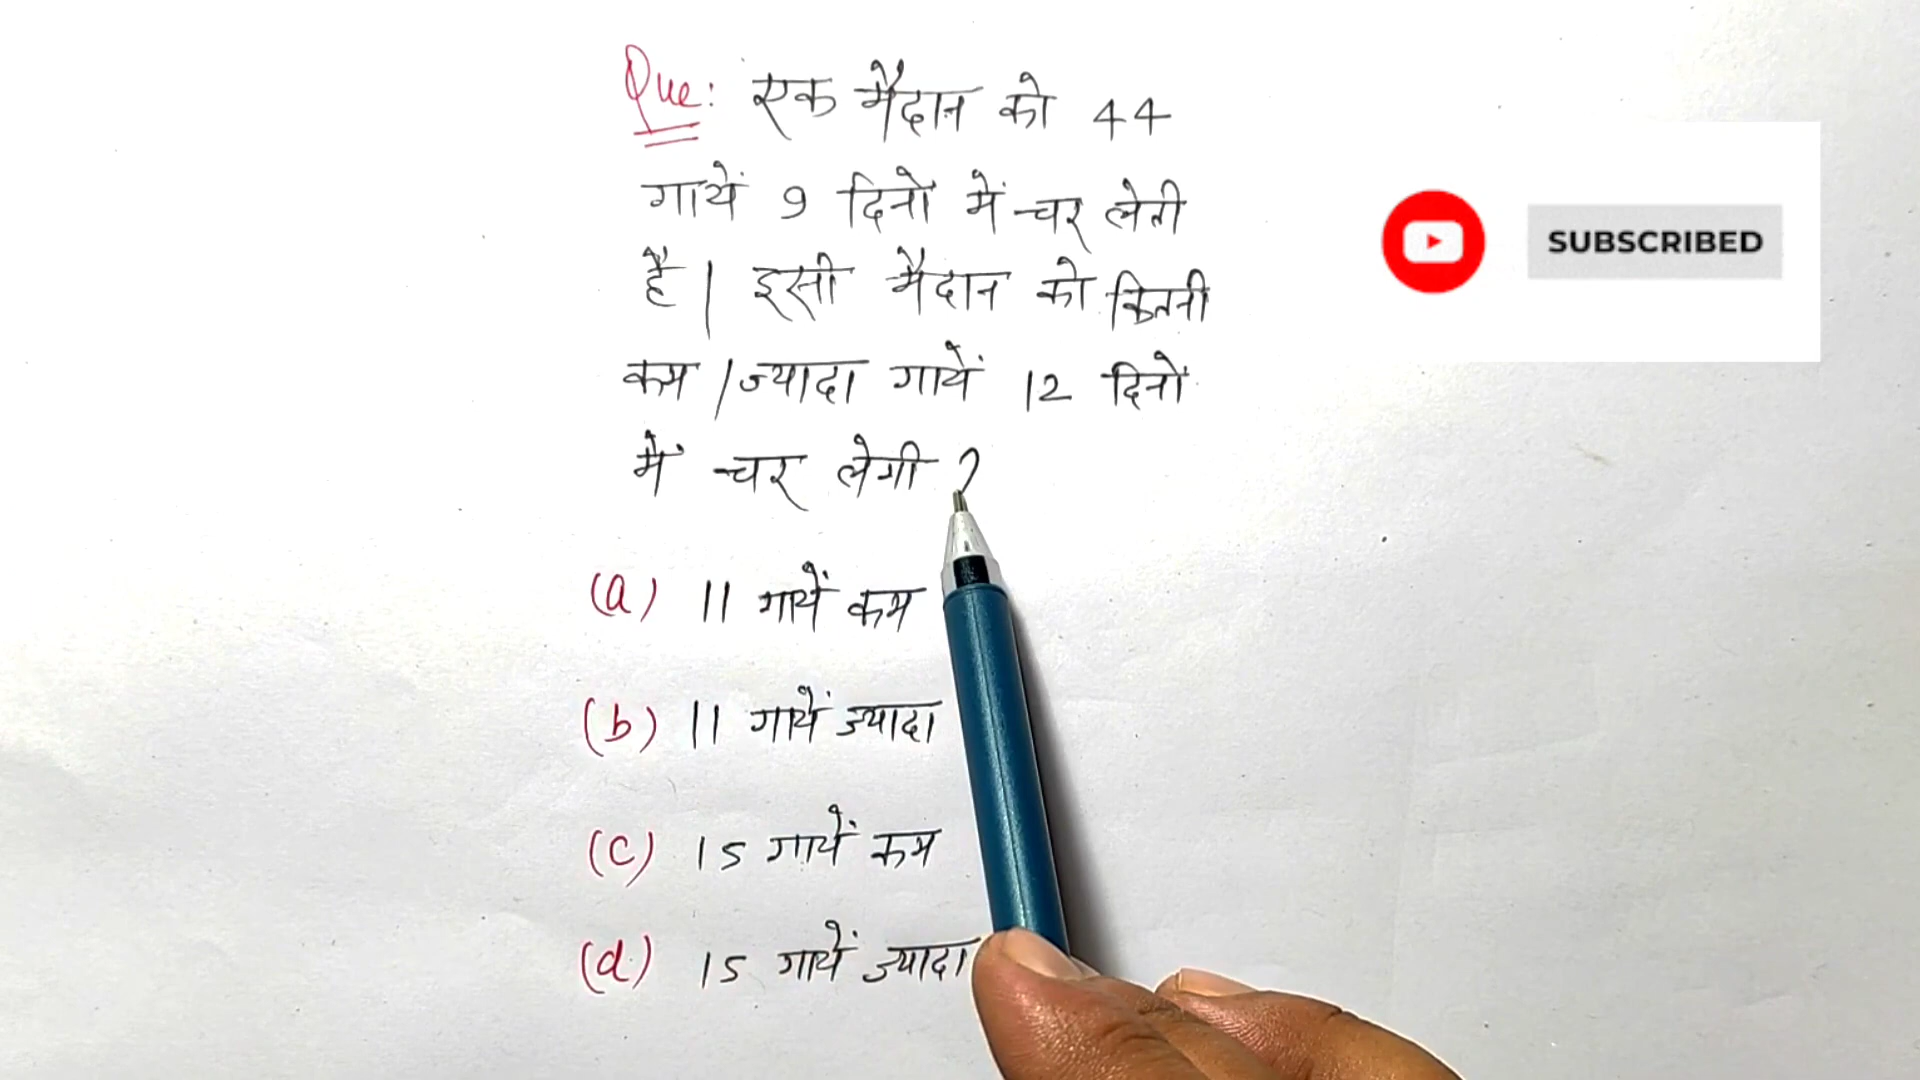 Que: एक मैदान को 44
गायें 9 दिनों में चर लेती
है। इसी मैदान को कितनी
कम/ज्यादा गायें 12 दिनों
में चर लेगी?
(a) 11 गायें कम
(b) 11 गायें ज्यादा
(c) 15 गायें कम
(d) 15 गायें ज्यादा
SUBSCRIBED